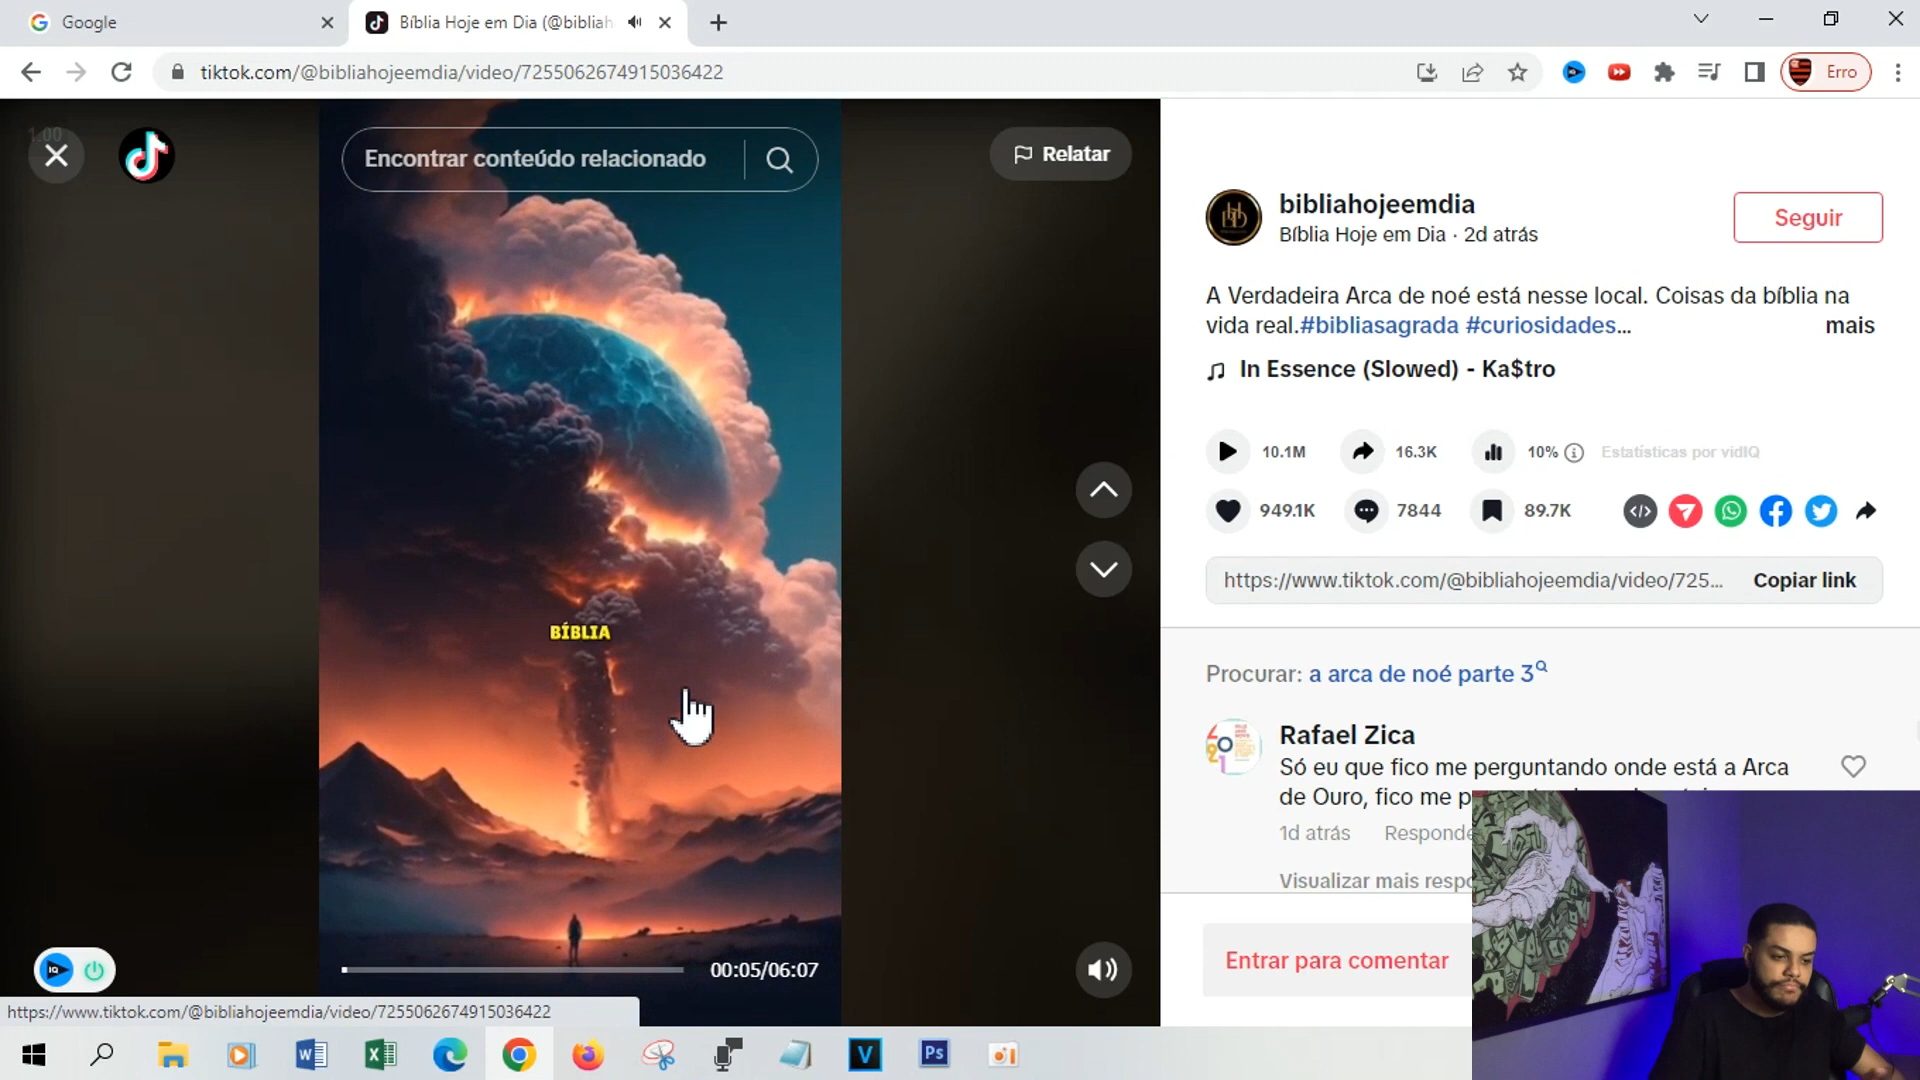 Google
Bíblia Hoje em Dia (@bibliah
tiktok.com/@bibliahojeemdia/video/7255062674915036422
Erro
1.00
Encontrar conteúdo relacionado
Relatar
BÍBLIA
00:05/06:07
bibliahojeemdia
Bíblia Hoje em Dia · 2d atrás
Seguir
A Verdadeira Arca de noé está nesse local. Coisas da bíblia na
vida real.#bibliasagrada #curiosidades...
mais
In Essence (Slowed) - Ka$tro
10.1M
16.3K
10%
Estatísticas por vidIQ
949.1K
7844
89.7K
https://www.tiktok.com/@bibliahojeemdia/video/725...
Copiar link
Procurar: a arca de noé parte 3
Rafael Zica
Só eu que fico me perguntando onde está a Arca
de Ouro, fico me
1d atrás
Responde
Visualizar mais resp
Entrar para comentar
https://www.tiktok.com/@bibliahojeemdia/video/7255062674915036422